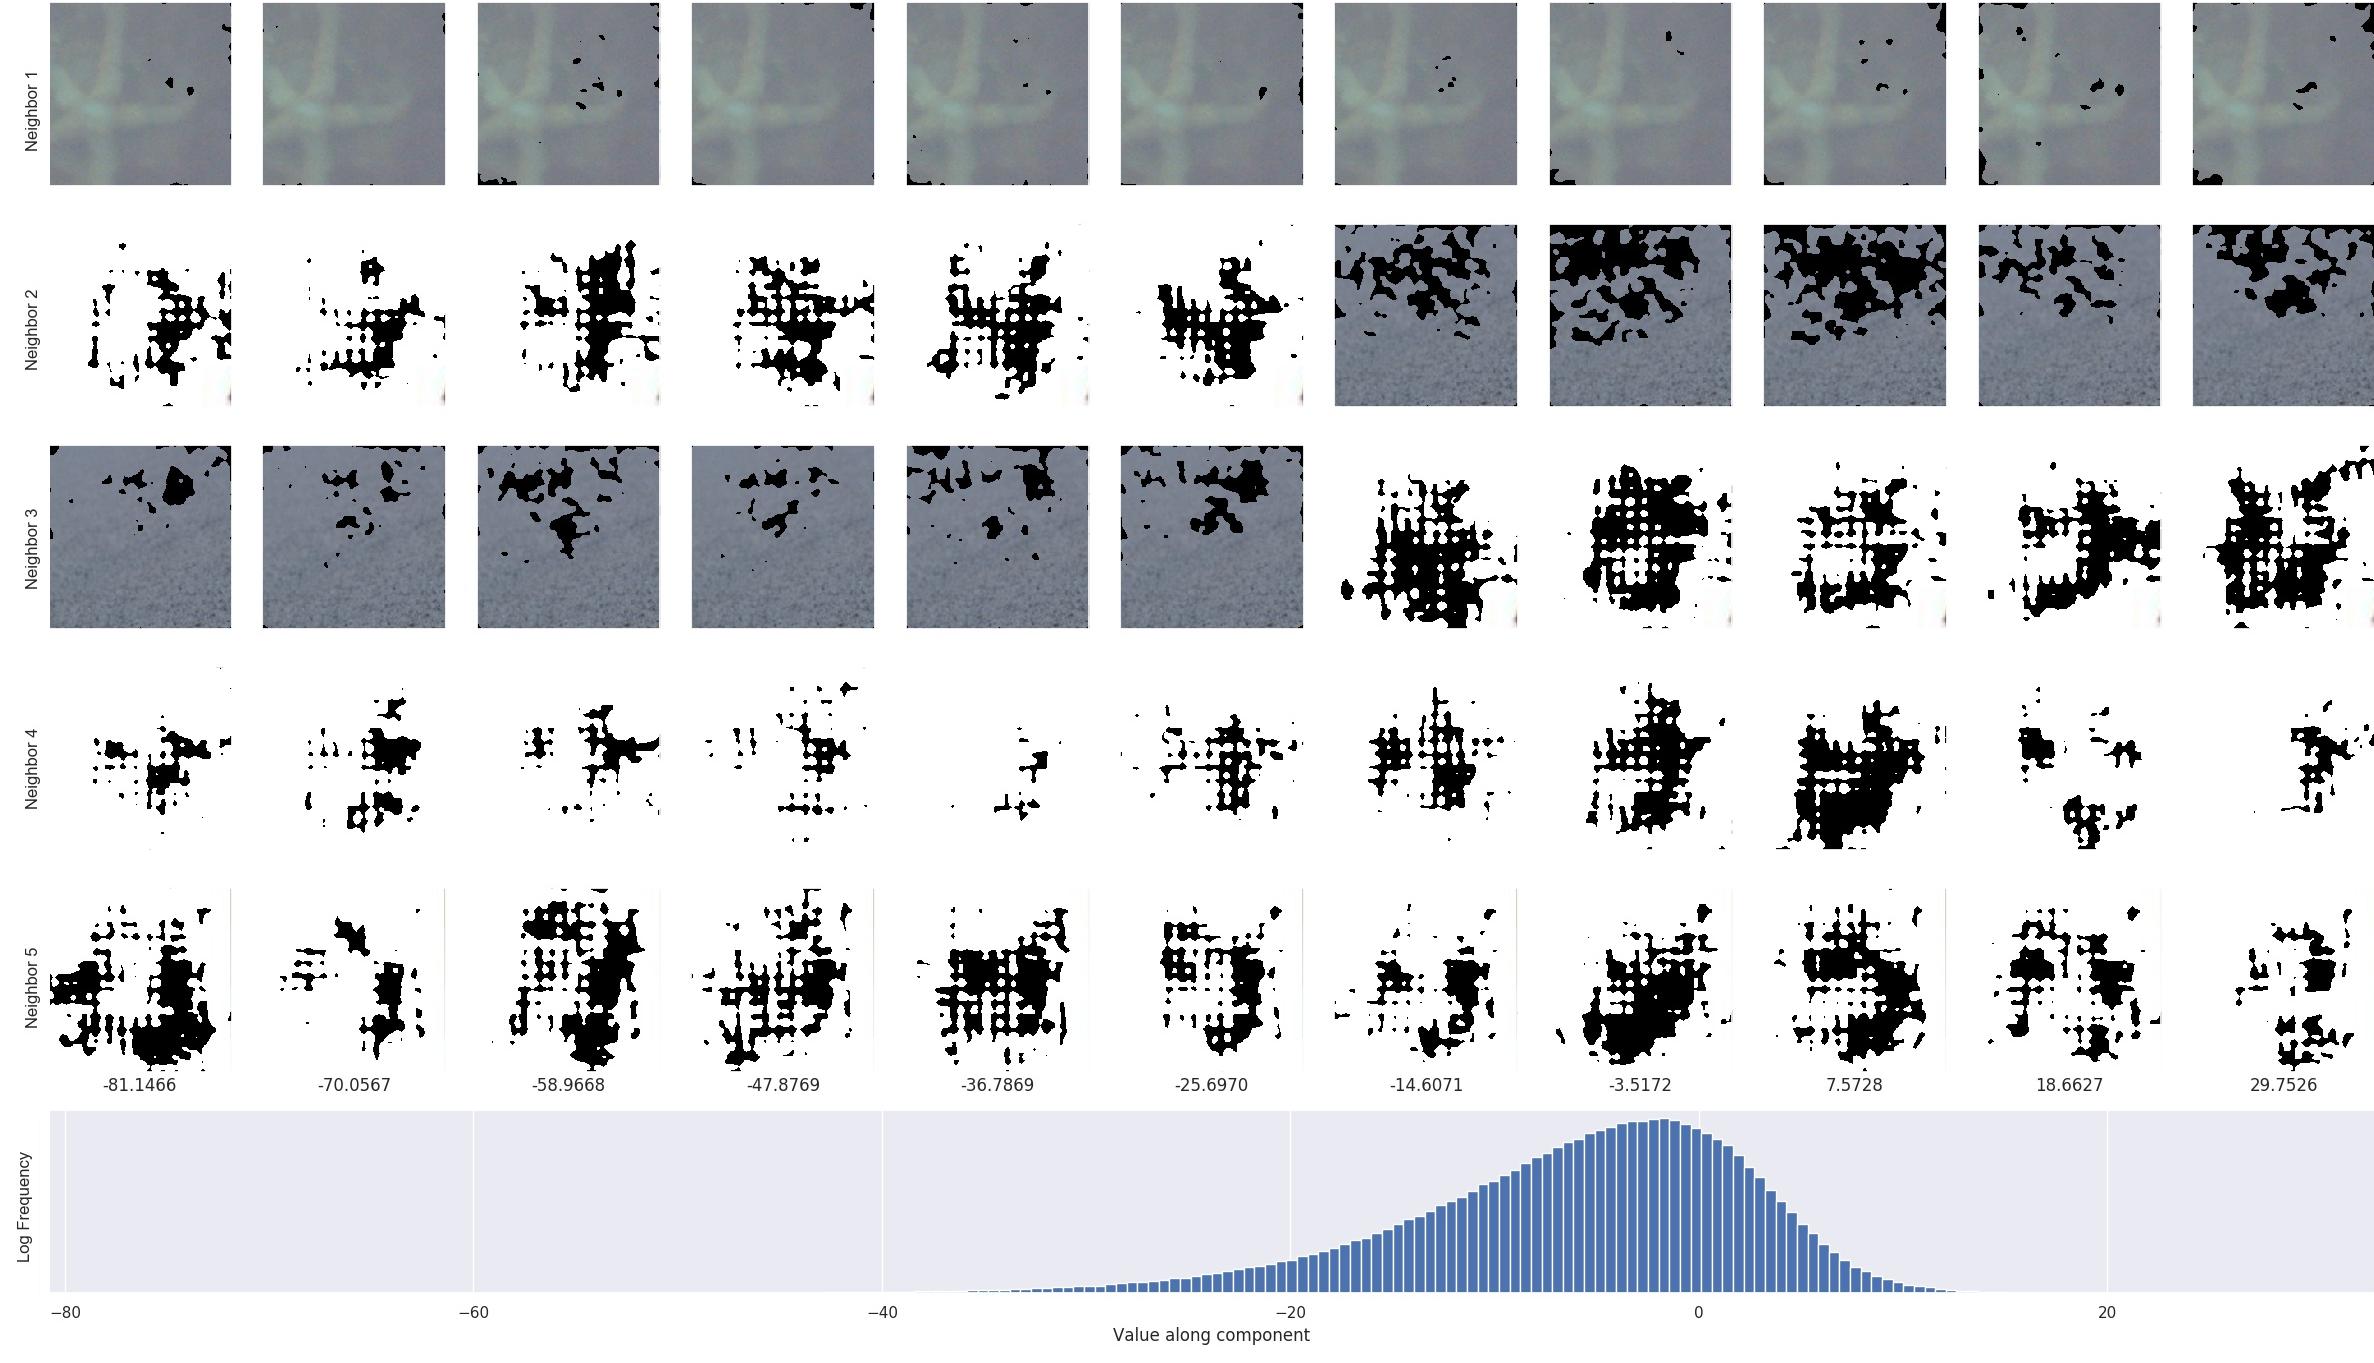 Neighbor 1
Neighbor 2
Neighbor 3
Neighbor 4
Neighbor 5
-81.1466 -70.0567 -58.9668 -47.8769 -36.7869 -25.6970 -14.6071 -3.5172 7.5728 18.6627 29.7526
Log Frequency
−80 −60 −40 −20 0 20
Value along component